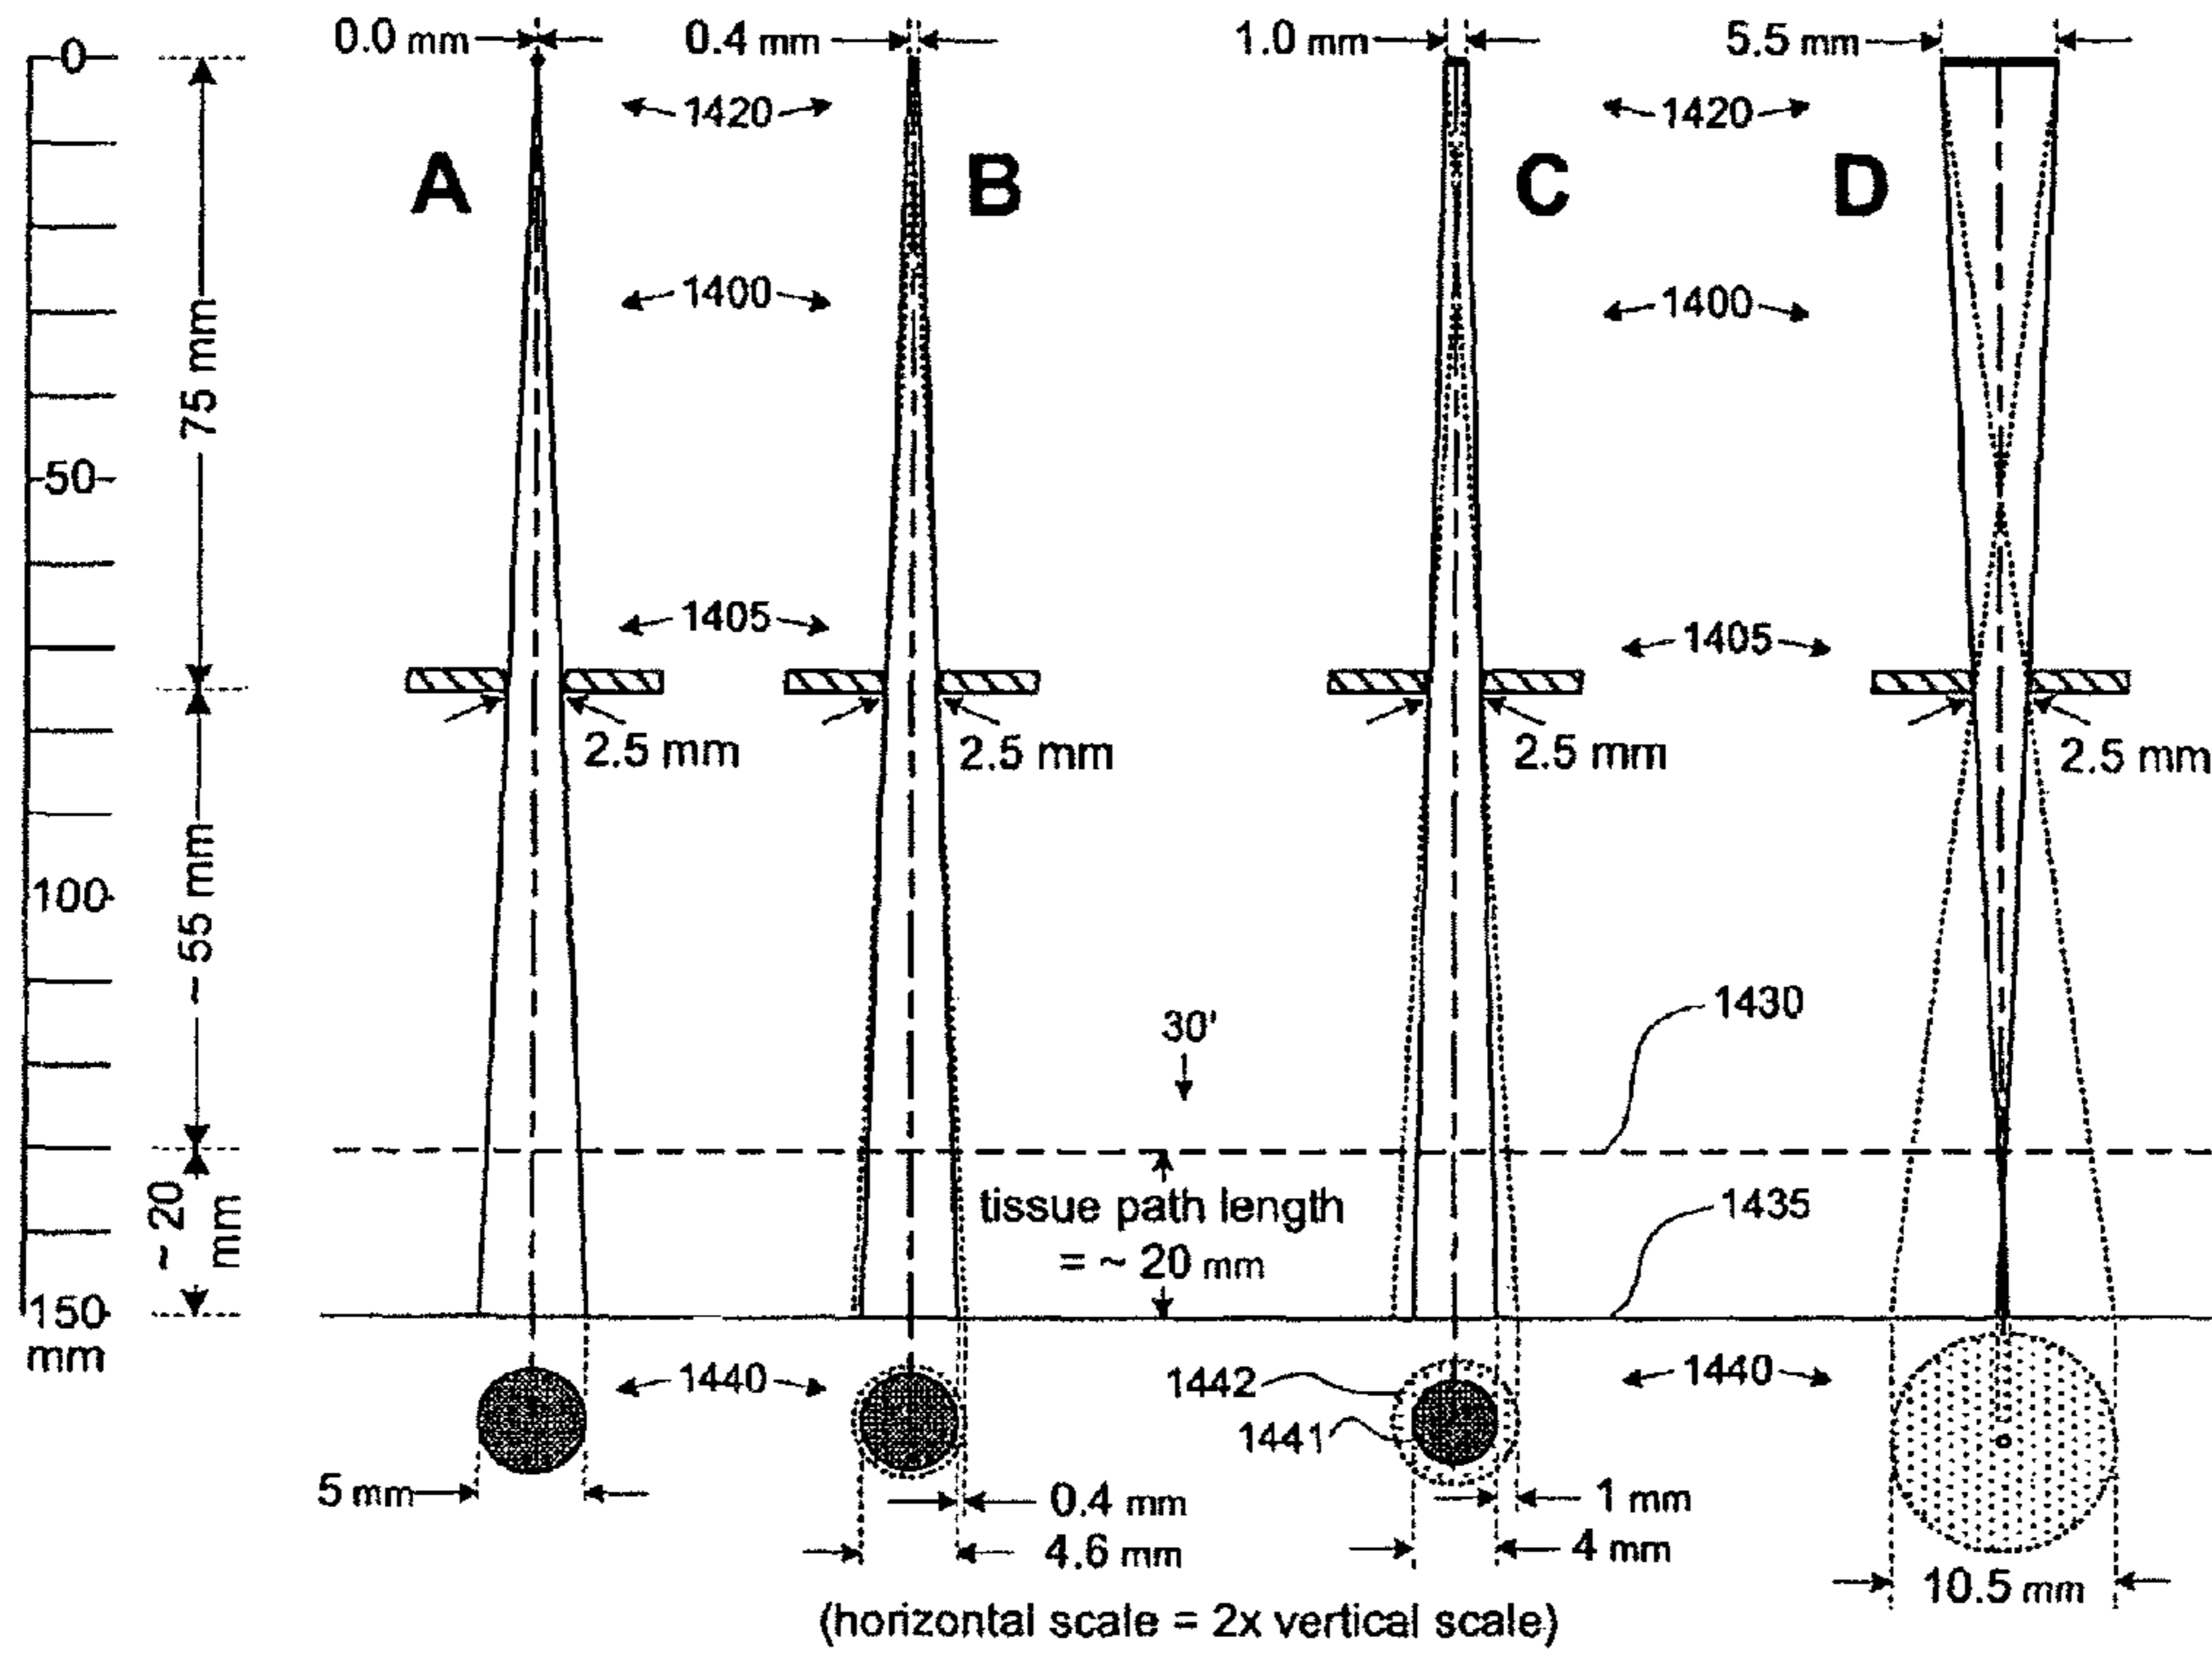 0.0 mm 0.4 mm 1.0 mm 5.5 mm
0
1420 1420
A B C D
1400 1400
75 mm
50
1405 1405
2.5 mm 2.5 mm 2.5 mm 2.5 mm
~ 55 mm
100
1430
30'
~ 20 mm
tissue path length
= ~ 20 mm
1435
150
mm
1440 1442 1440
1441
5 mm 0.4 mm 1 mm
4.6 mm 4 mm
10.5 mm
(horizontal scale = 2x vertical scale)